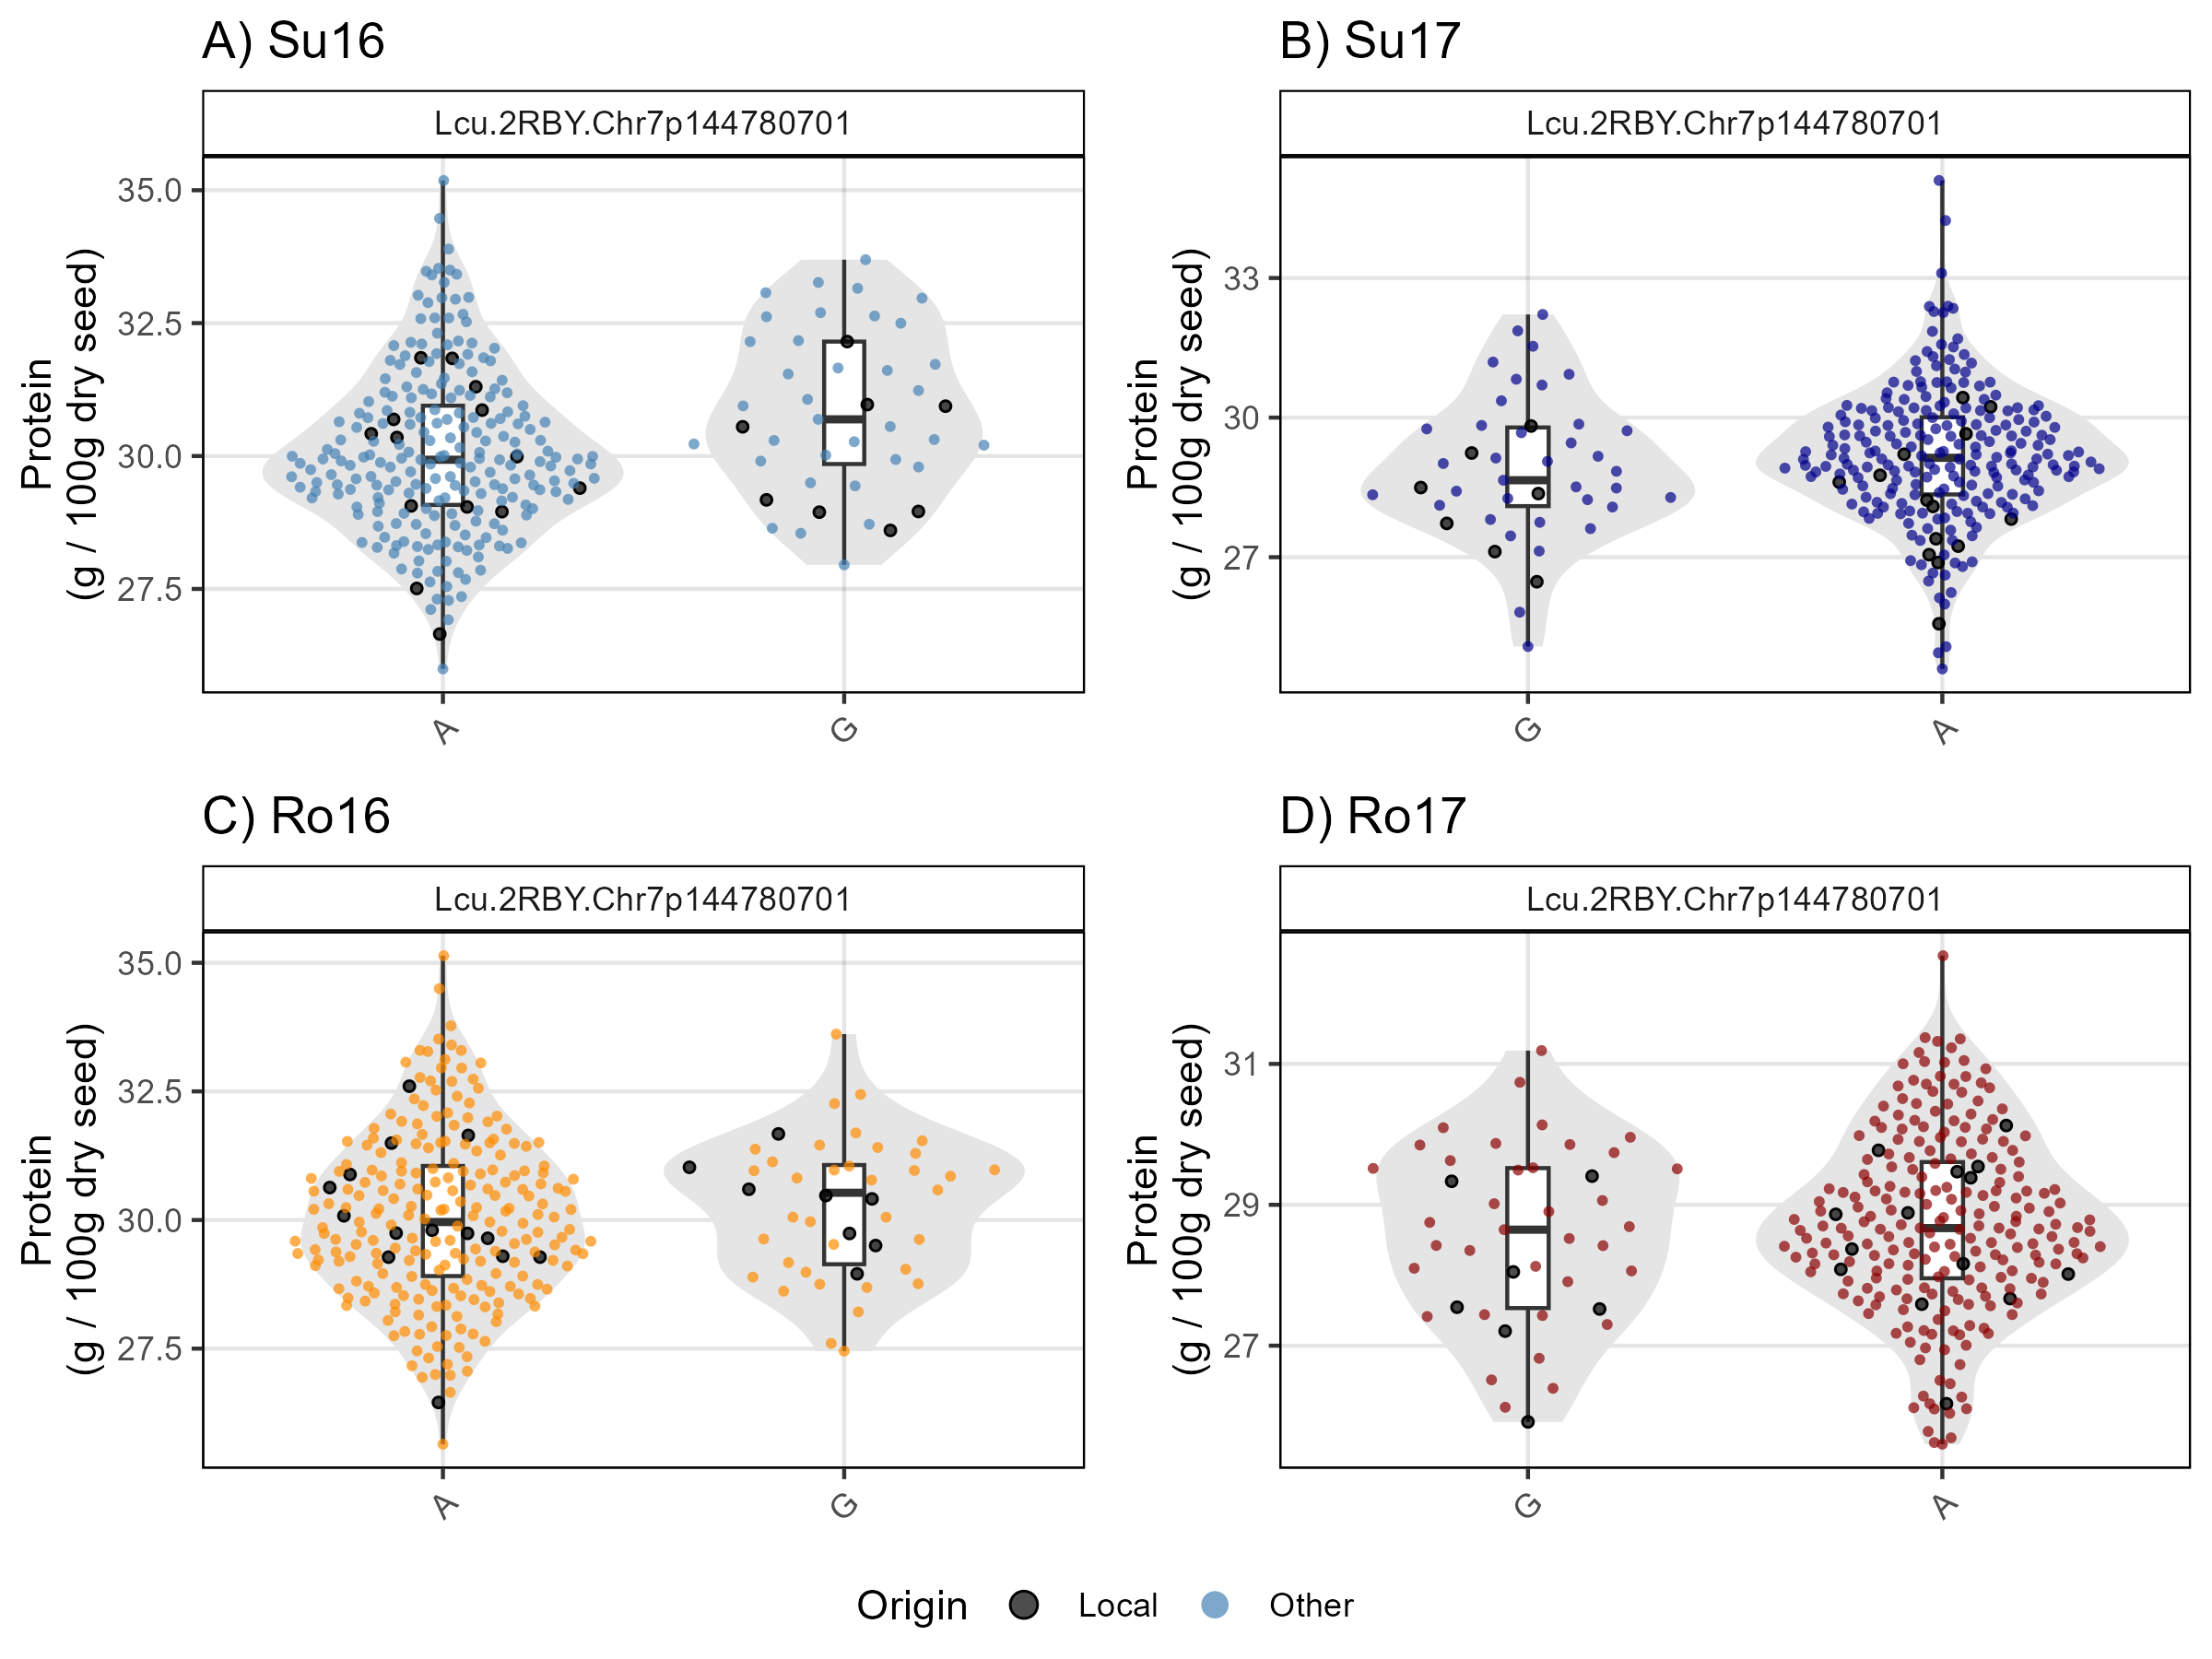 A) Su16
Lcu.2RBY.Chr7p144780701
Protein
(g / 100g dry seed)
35.0
32.5
30.0
27.5
A
G
B) Su17
Lcu.2RBY.Chr7p144780701
Protein
(g / 100g dry seed)
33
30
27
G
A
C) Ro16
Lcu.2RBY.Chr7p144780701
Protein
(g / 100g dry seed)
35.0
32.5
30.0
27.5
A
G
D) Ro17
Lcu.2RBY.Chr7p144780701
Protein
(g / 100g dry seed)
31
29
27
G
A
Origin Local Other